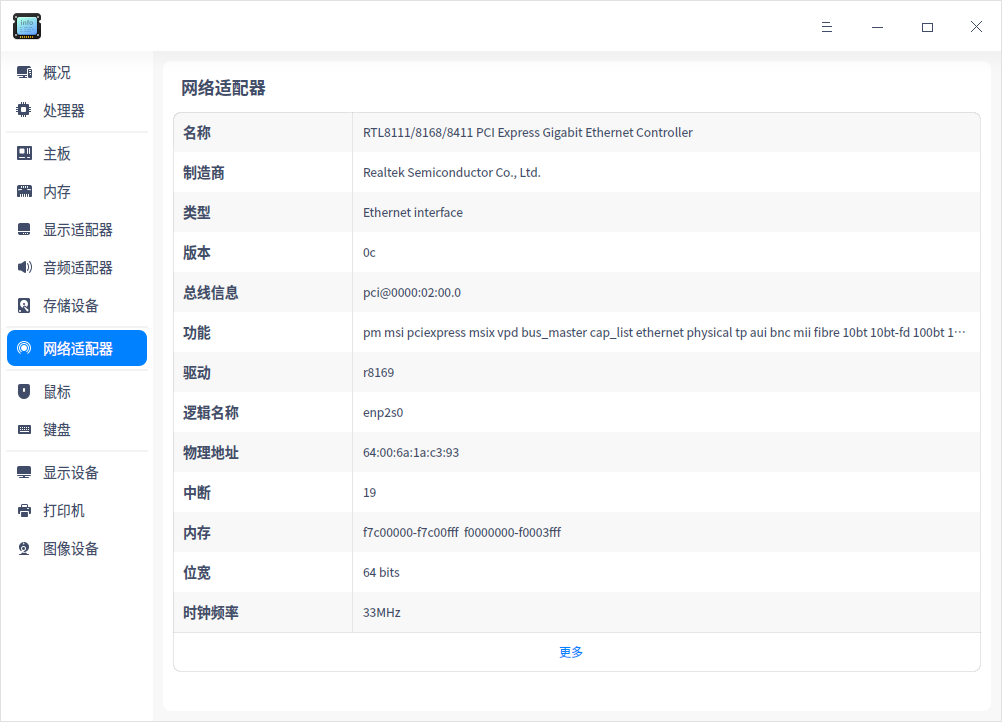 info
概况
处理器
主板
内存
显示适配器
音频适配器
存储设备
网络适配器
鼠标
键盘
显示设备
打印机
图像设备
网络适配器
名称 RTL8111/8168/8411 PCI Express Gigabit Ethernet Controller
制造商 Realtek Semiconductor Co., Ltd.
类型 Ethernet interface
版本 0c
总线信息 pci@0000:02:00.0
功能 pm msi pciexpress msix vpd bus_master cap_list ethernet physical tp aui bnc mii fibre 10bt 10bt-fd 100bt 1···
驱动 r8169
逻辑名称 enp2s0
物理地址 64:00:6a:1a:c3:93
中断 19
内存 f7c00000-f7c00fff f0000000-f0003fff
位宽 64 bits
时钟频率 33MHz
更多